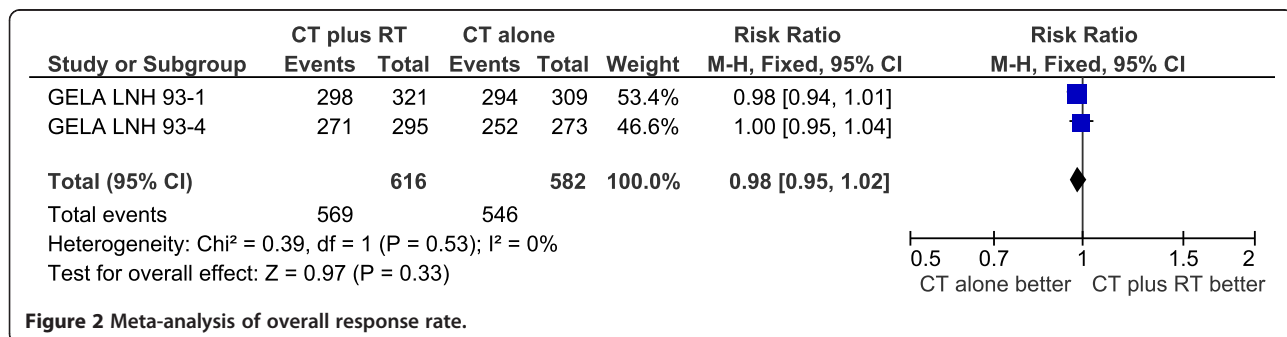 CT plus RT CT alone Risk Ratio Risk Ratio
Study or Subgroup Events Total Events Total Weight M-H, Fixed, 95% CI M-H, Fixed, 95% CI
GELA LNH 93-1 298 321 294 309 53.4% 0.98 [0.94, 1.01]
GELA LNH 93-4 271 295 252 273 46.6% 1.00 [0.95, 1.04]
Total (95% CI) 616 582 100.0% 0.98 [0.95, 1.02]
Total events 569 546
Heterogeneity: Chi² = 0.39, df = 1 (P = 0.53); I² = 0%
Test for overall effect: Z = 0.97 (P = 0.33)
0.5 0.7 1 1.5 2
CT alone better CT plus RT better
Figure 2 Meta-analysis of overall response rate.